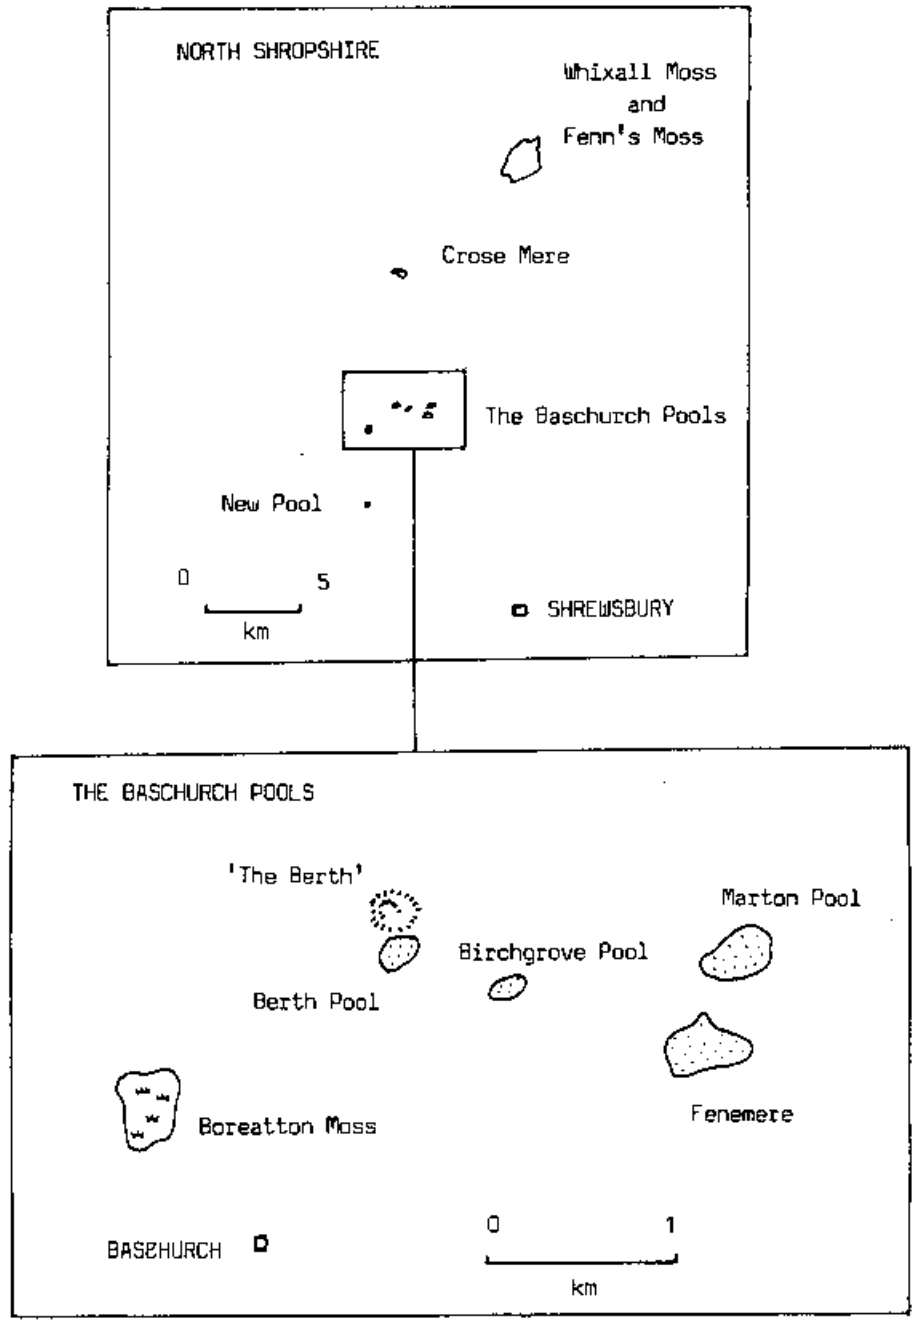 NORTH SHROPSHIRE
Whixall Moss
and
Fenn's Moss
Crose Mere
The Baschurch Pools
New Pool
0 5
km
SHREWSBURY
THE BASCHURCH POOLS
'The Berth'
Marton Pool
Birchgrove Pool
Berth Pool
Fenemere
Boreatton Moss
0 1
km
BASCHURCH